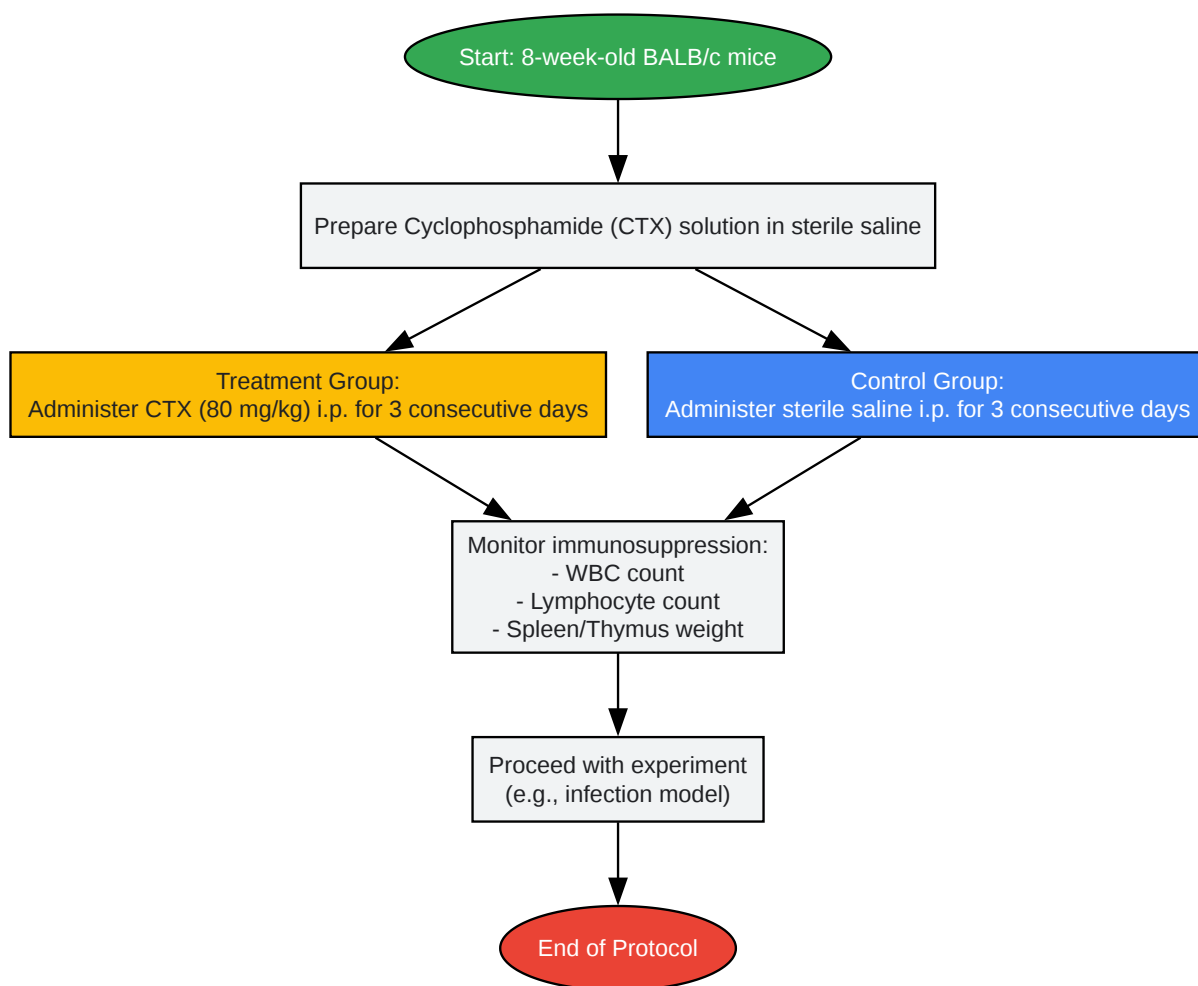 Start: 8-week-old BALB/c mice
Prepare Cyclophosphamide (CTX) solution in sterile saline
Treatment Group:
Administer CTX (80 mg/kg) i.p. for 3 consecutive days
Control Group:
Administer sterile saline i.p. for 3 consecutive days
Monitor immunosuppression:
- WBC count
- Lymphocyte count
- Spleen/Thymus weight
Proceed with experiment
(e.g., infection model)
End of Protocol